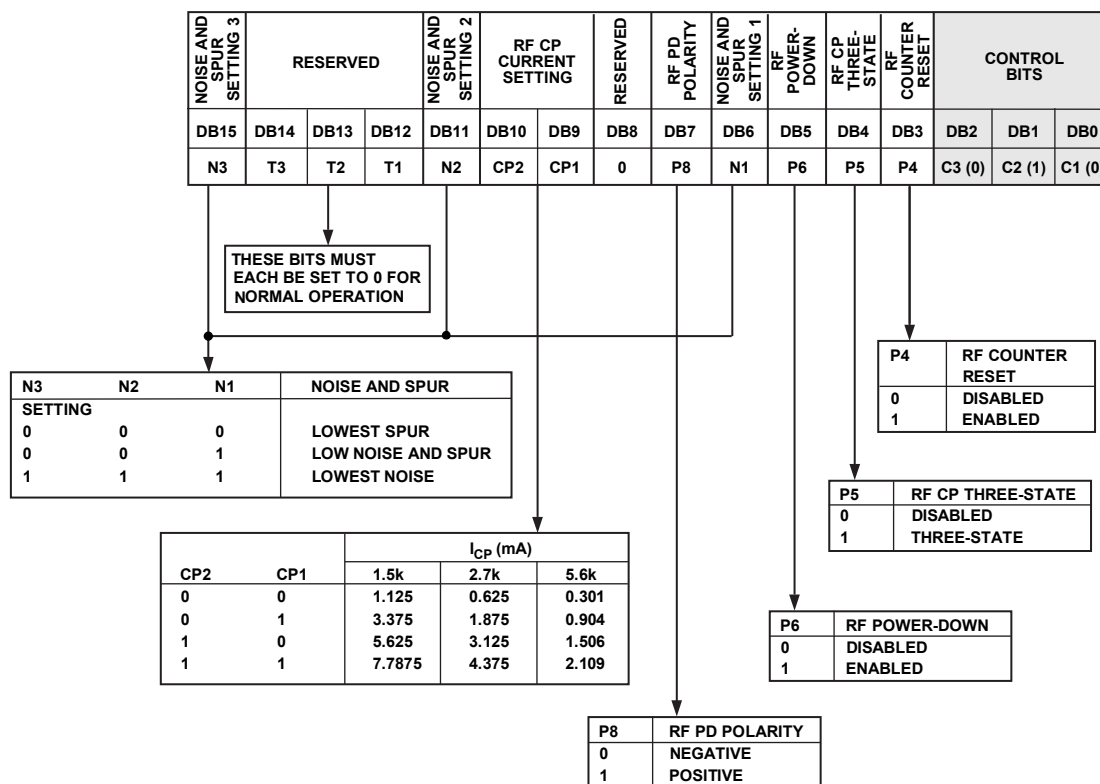 NOISE AND SPUR SETTING 3
RESERVED
NOISE AND SPUR SETTING 2
RF CP CURRENT SETTING
RESERVED
RF PD POLARITY
NOISE AND SPUR SETTING 1
RF POWER-DOWN
RF CP THREE-STATE
RF COUNTER RESET
CONTROL BITS
DB15 DB14 DB13 DB12 DB11 DB10 DB9 DB8 DB7 DB6 DB5 DB4 DB3 DB2 DB1 DB0
N3 T3 T2 T1 N2 CP2 CP1 0 P8 N1 P6 P5 P4 C3 (0) C2 (1) C1 (0
THESE BITS MUST
EACH BE SET TO 0 FOR
NORMAL OPERATION
N3 N2 N1 NOISE AND SPUR
SETTING
0 0 0 LOWEST SPUR
0 0 1 LOW NOISE AND SPUR
1 1 1 LOWEST NOISE
P4 RF COUNTER
RESET
0 DISABLED
1 ENABLED
P5 RF CP THREE-STATE
0 DISABLED
1 THREE-STATE
ICP (mA)
CP2 CP1 1.5k 2.7k 5.6k
0 0 1.125 0.625 0.301
0 1 3.375 1.875 0.904
1 0 5.625 3.125 1.506
1 1 7.7875 4.375 2.109
P6 RF POWER-DOWN
0 DISABLED
1 ENABLED
P8 RF PD POLARITY
0 NEGATIVE
1 POSITIVE